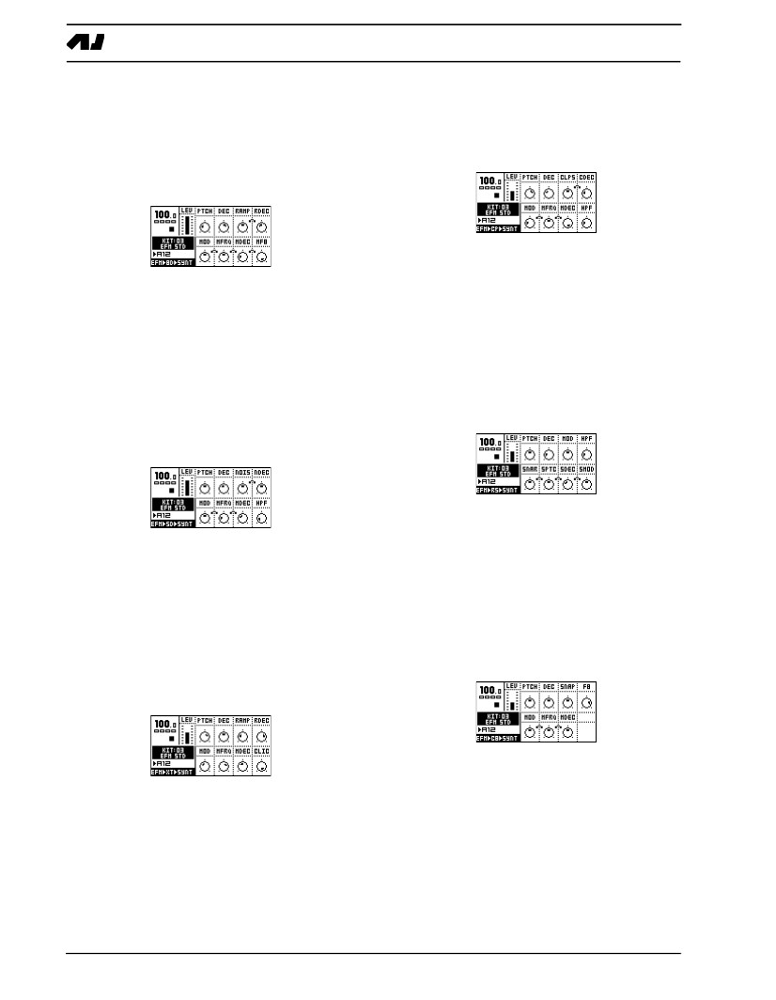 LEV PTCH DEC RAMP RDEC
100.0
KIT:03
EFM STD
MOD MFRQ MDEC MFB
A12
EFM▶BD▶SYNT
LEV PTCH DEC NOIS NDEC
100.0
KIT:03
EFM STD
MOD MFRQ MDEC HPF
A12
EFM▶SD▶SYNT
LEV PTCH DEC RAMP RDEC
100.0
KIT:03
EFM STD
MOD MFRQ MDEC CLIC
A12
EFM▶XT▶SYNT
LEV PTCH DEC CLPS CDEC
100.0
KIT:03
EFM STD
MOD MFRQ MDEC HPF
A12
EFM▶CP▶SYNT
LEV PTCH DEC MOD HPF
100.0
KIT:03
EFM STD
SNAR SPTC SDEC SMOD
A12
EFM▶RS▶SYNT
LEV PTCH DEC SNAP FB
100.0
KIT:03
EFM STD
MOD MFRQ MDEC
A12
EFM▶CB▶SYNT